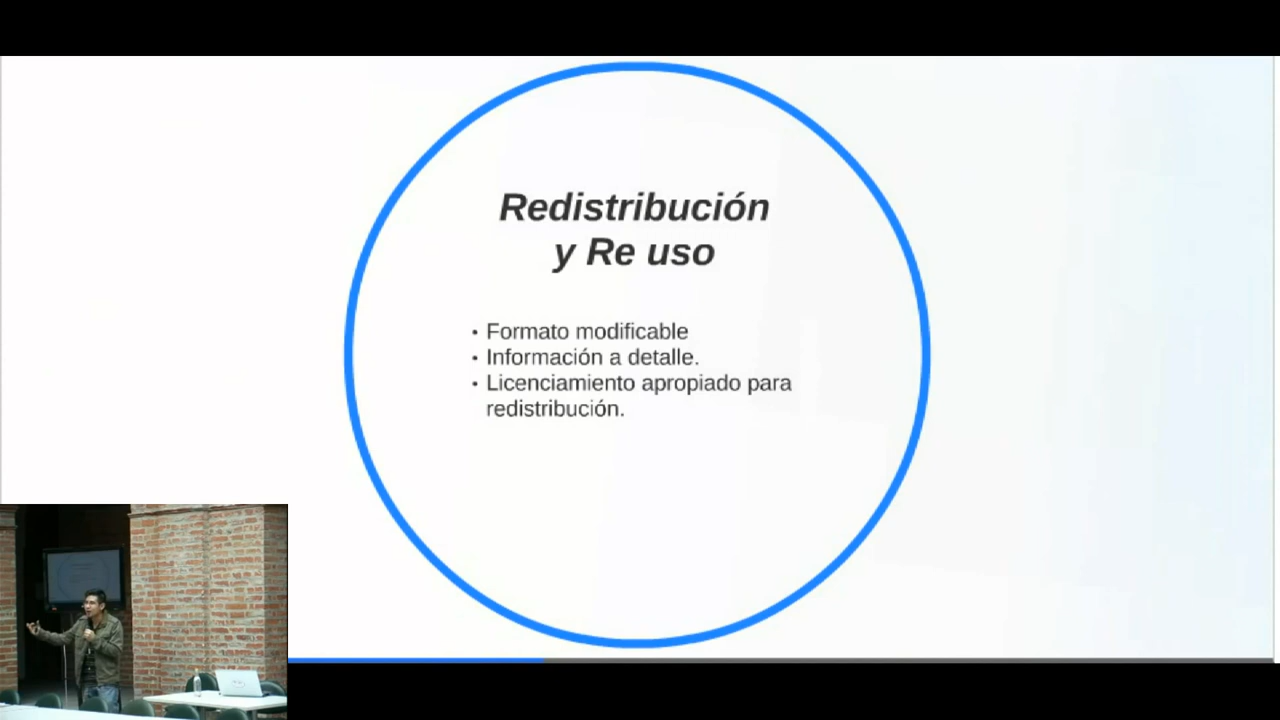 Redistribución
y Re uso
• Formato modificable
• Información a detalle.
• Licenciamiento apropiado para
redistribución.